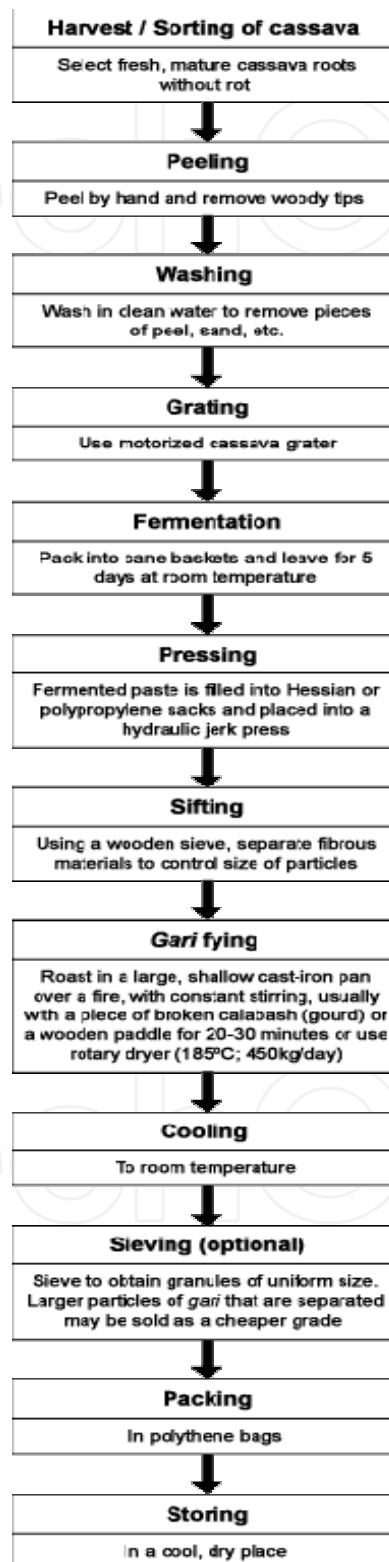 Harvest / Sorting of cassava
Select fresh, mature cassava roots
without rot
Peeling
Peel by hand and remove woody tips
Washing
Wash in clean water to remove pieces
of peel, sand, etc.
Grating
Use motorized cassava grater
Fermentation
Pack into cane baskets and leave for 5
days at room temperature
Pressing
Fermented paste is filled into Hessian or
polypropylene sacks and placed into a
hydraulic jerk press
Sifting
Using a wooden sieve, separate fibrous
materials to control size of particles
Gari fying
Roast in a large, shallow cast-iron pan
over a fire, with constant stirring, usually
with a piece of broken calabash (gourd) or
a wooden paddle for 20-30 minutes or use
rotary dryer (185ºC; 450kg/day)
Cooling
To room temperature
Sieving (optional)
Sieve to obtain granules of uniform size.
Larger particles of gari that are separated
may be sold as a cheaper grade
Packing
In polythene bags
Storing
In a cool, dry place